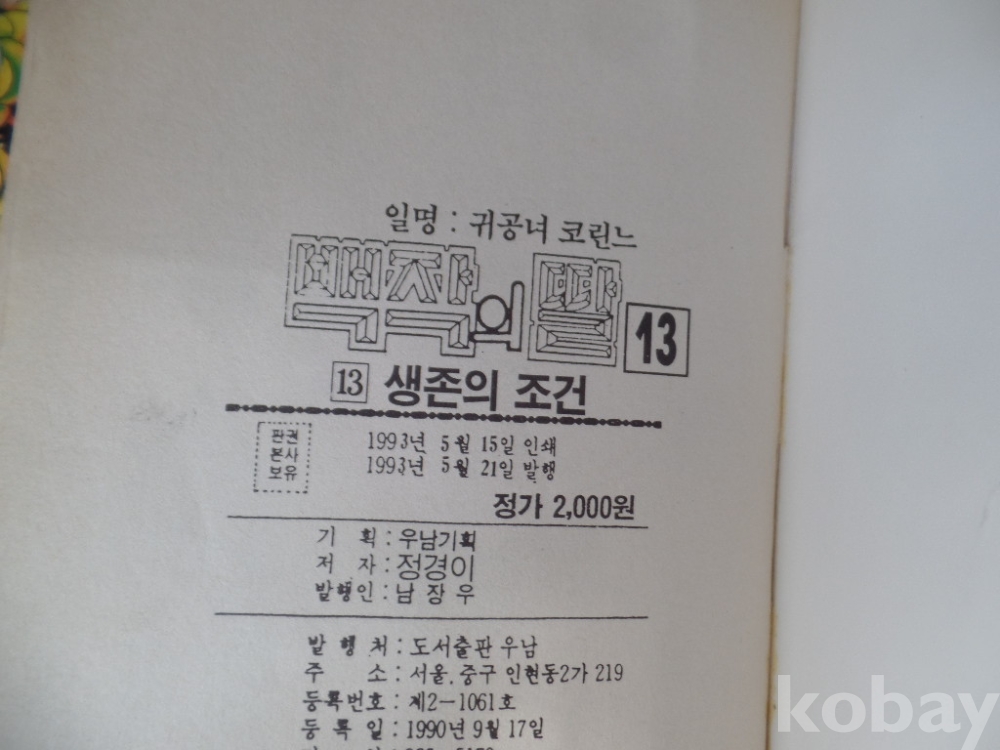 일명 : 귀공녀 코린느
백작의 딸 13
13 생존의 조건
판권
본사
보유
1993년 5월 15일 인쇄
1993년 5월 21일 발행
정가 2,000원
기 획 : 우남기획
저 자 : 정경이
발행인 : 남 장 우
발 행 처 : 도서출판 우남
주 소 : 서울. 중구 인현동2가 219
등록번호 : 제2-1061호
등 록 일 : 1990년 9월 17일
kobay